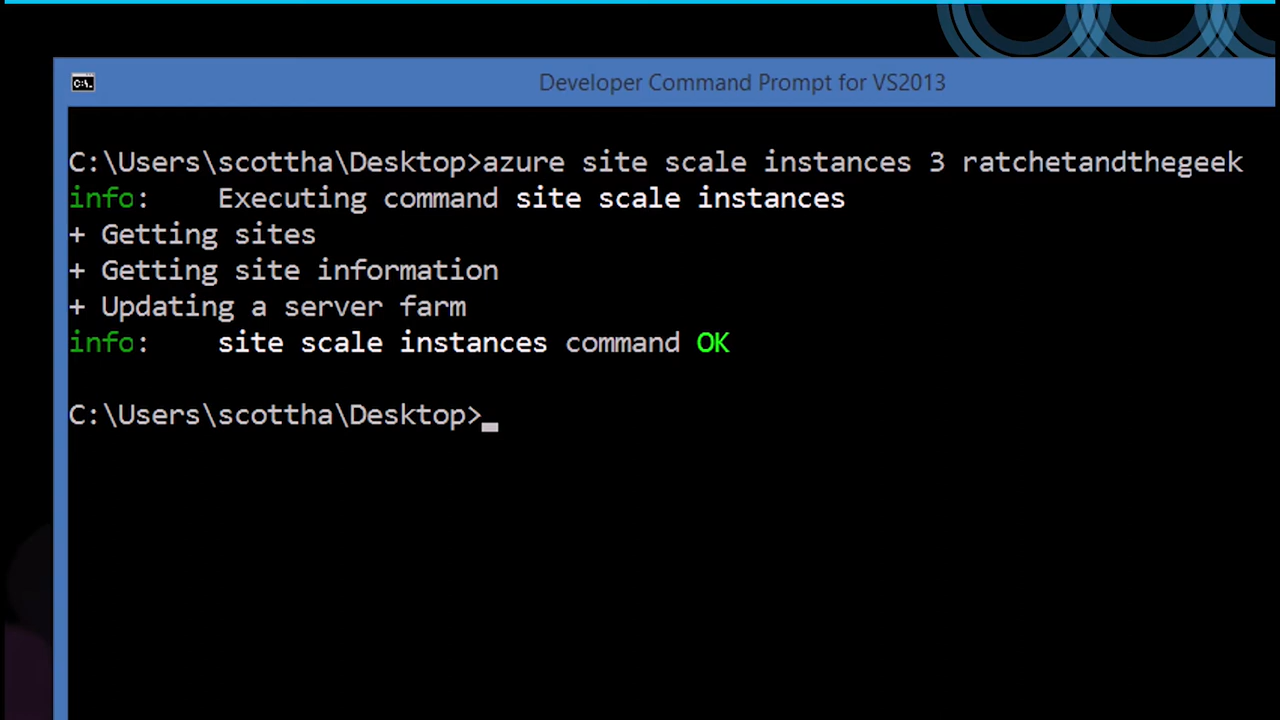 C:\.
Developer Command Prompt for VS2013
C:\Users\scottha\Desktop>azure site scale instances 3 ratchetandthegeek
info:    Executing command site scale instances
+ Getting sites
+ Getting site information
+ Updating a server farm
info:    site scale instances command OK
C:\Users\scottha\Desktop>_